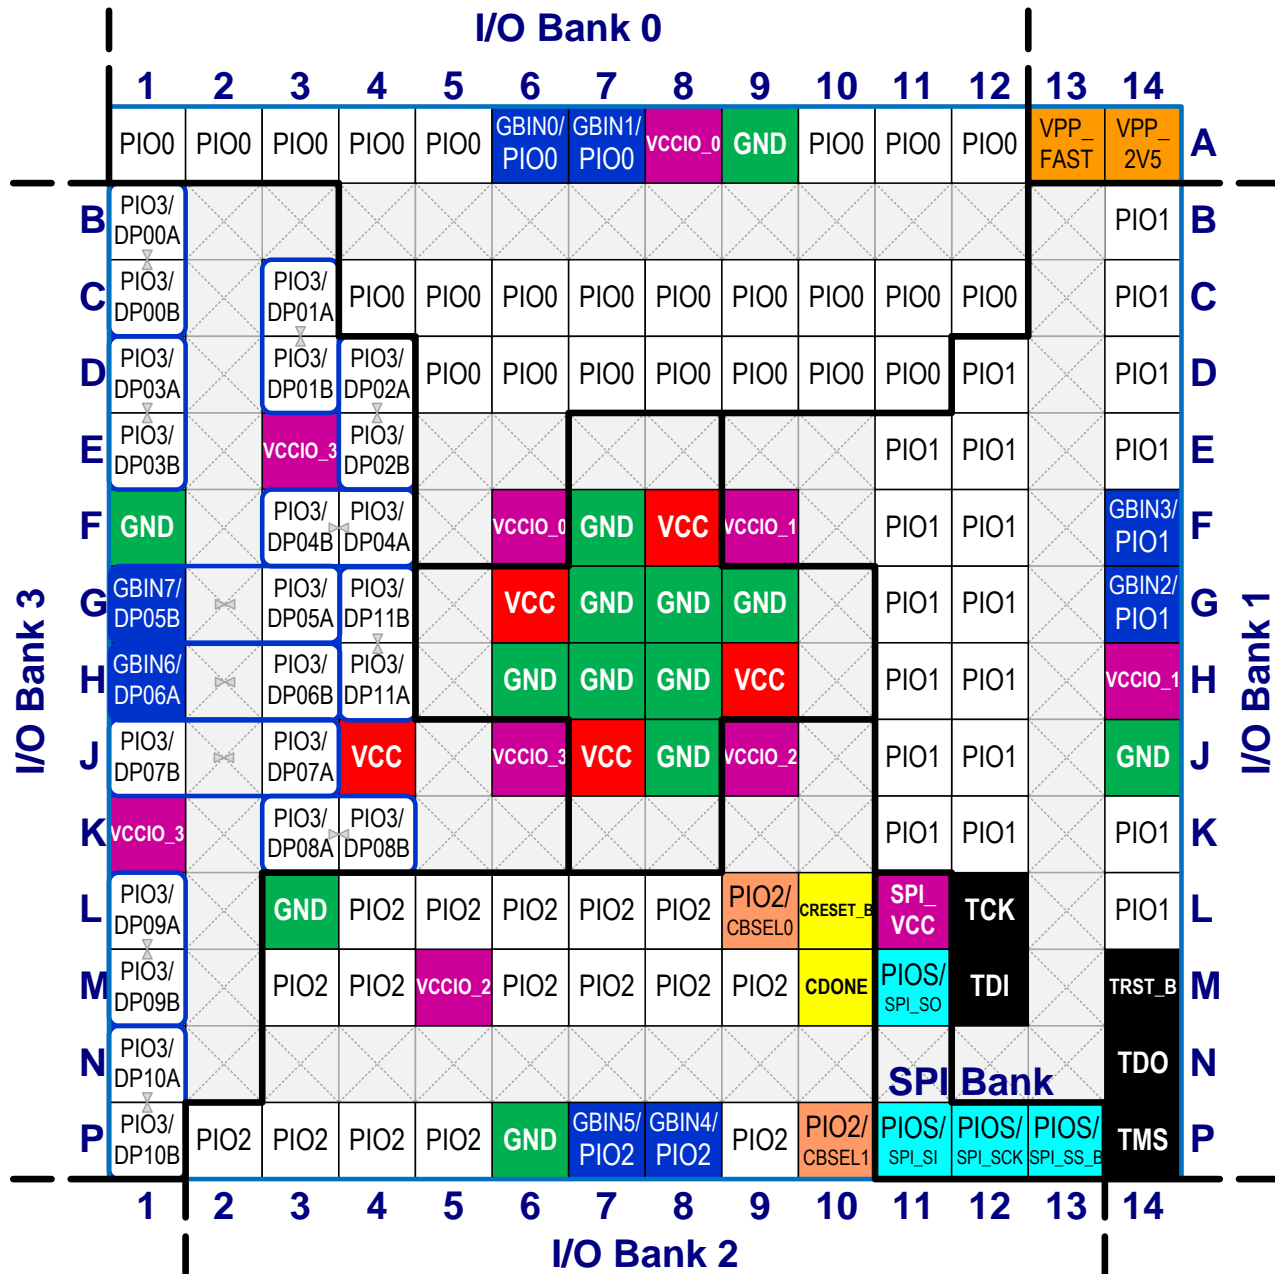 I/O Bank 0
1 2 3 4 5 6 7 8 9 10 11 12 13 14
PIO0 PIO0 PIO0 PIO0 PIO0 GBIN0/ PIO0 GBIN1/ PIO0 VCCIO_0 GND PIO0 PIO0 PIO0 VPP_ FAST VPP_ 2V5 A
B PIO3/ DP00A PIO1 B
C PIO3/ DP00B PIO3/ DP01A PIO0 PIO0 PIO0 PIO0 PIO0 PIO0 PIO0 PIO0 PIO0 PIO1 C
D PIO3/ DP03A PIO3/ DP01B PIO3/ DP02A PIO0 PIO0 PIO0 PIO0 PIO0 PIO0 PIO0 PIO1 PIO1 D
E PIO3/ DP03B VCCIO_3 PIO3/ DP02B PIO1 PIO1 PIO1 E
F GND PIO3/ DP04B PIO3/ DP04A VCCIO_0 GND VCC VCCIO_1 PIO1 PIO1 GBIN3/ PIO1 F
G GBIN7/ DP05B PIO3/ DP05A PIO3/ DP11B VCC GND GND GND PIO1 PIO1 GBIN2/ PIO1 G
H GBIN6/ DP06A PIO3/ DP06B PIO3/ DP11A GND GND GND VCC PIO1 PIO1 VCCIO_1 H
J PIO3/ DP07B PIO3/ DP07A VCC VCCIO_3 VCC GND VCCIO_2 PIO1 PIO1 GND J
K VCCIO_3 PIO3/ DP08A PIO3/ DP08B PIO1 PIO1 PIO1 K
L PIO3/ DP09A GND PIO2 PIO2 PIO2 PIO2 PIO2 PIO2/ CBSEL0 CRESET_B SPI_ VCC TCK PIO1 L
M PIO3/ DP09B PIO2 PIO2 VCCIO_2 PIO2 PIO2 PIO2 PIO2 CDONE PIOS/ SPI_SO TDI TRST_B M
N PIO3/ DP10A SPI Bank TDO N
P PIO3/ DP10B PIO2 PIO2 PIO2 PIO2 GND GBIN5/ PIO2 GBIN4/ PIO2 PIO2 PIO2/ CBSEL1 PIOS/ SPI_SI PIOS/ SPI_SCK PIOS/ SPI_SS_B TMS P
1 2 3 4 5 6 7 8 9 10 11 12 13 14
I/O Bank 2
I/O Bank 3
I/O Bank 1